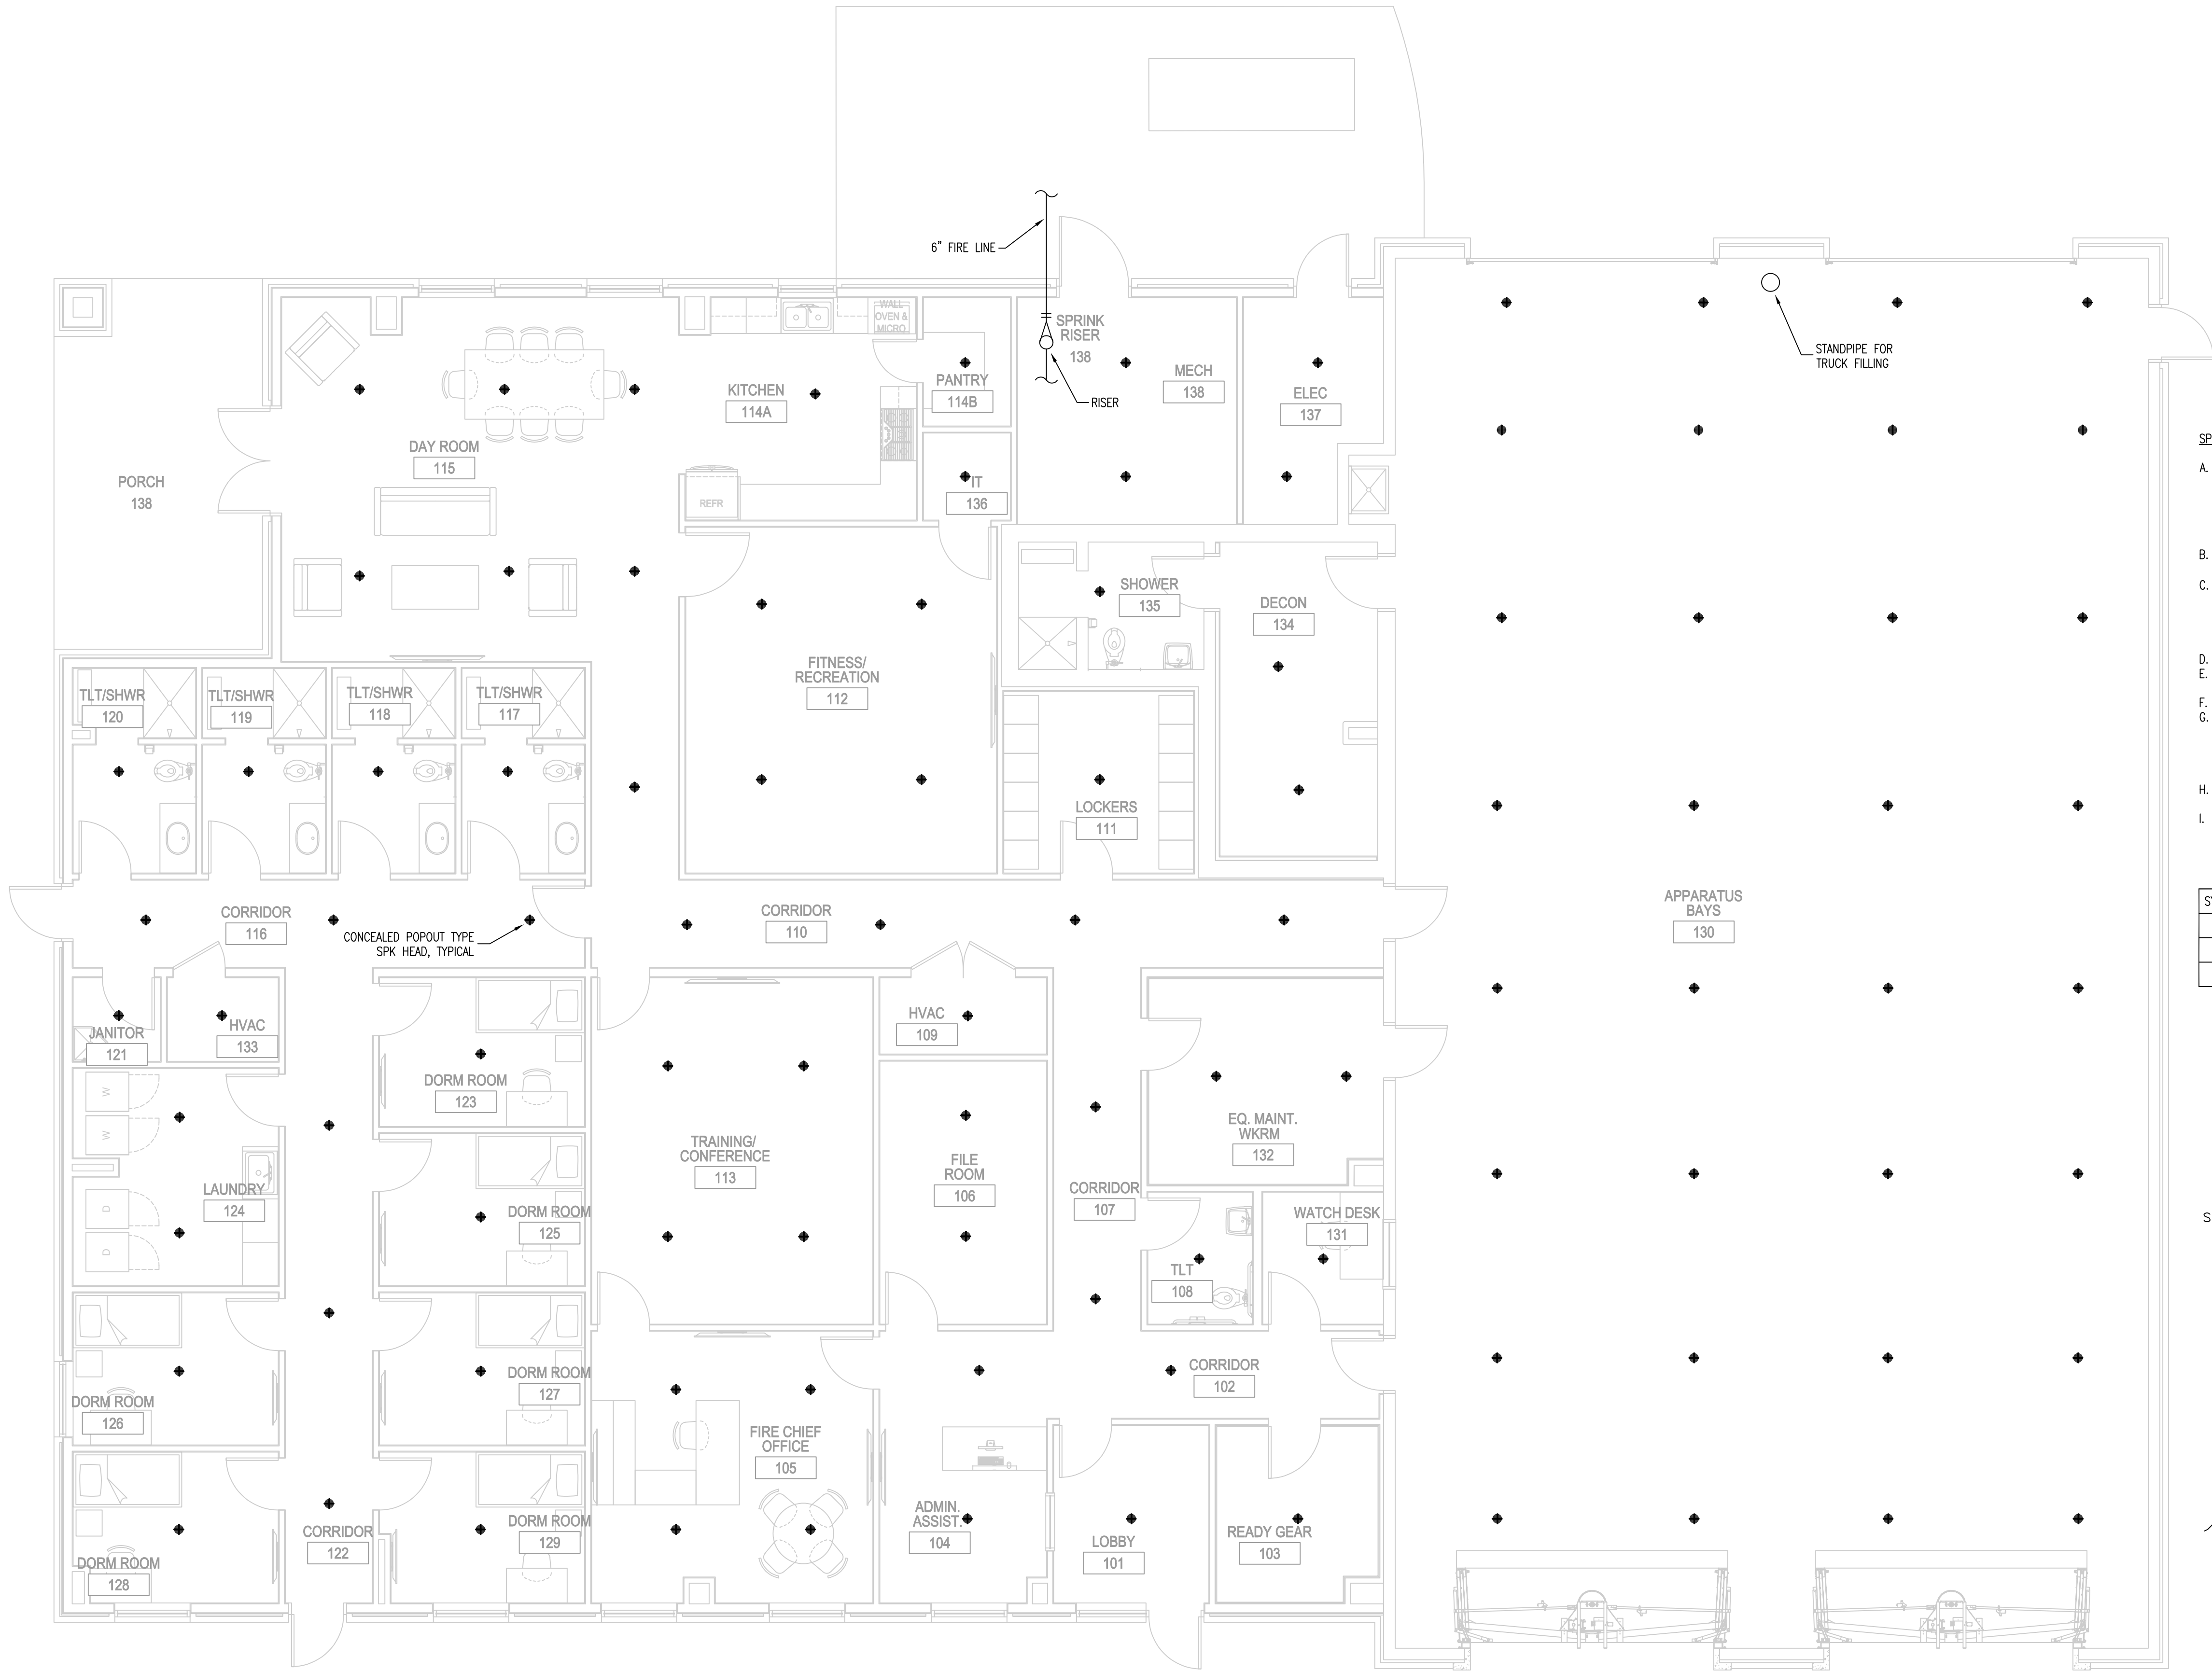 6" FIRE LINE
WALL
OVEN &
MICRO
SPRINK
RISER
138
STANDPIPE FOR
TRUCK FILLING
PANTRY
114B
MECH
138
KITCHEN
114A
ELEC
137
RISER
SP
A.
DAY ROOM
115
PORCH
138
REFR
IT
136
B.
C.
SHOWER
135
DECON
134
D.
E.
F.
G.
FITNESS/
RECREATION
112
TLT/SHWR
120
TLT/SHWR
119
TLT/SHWR
118
TLT/SHWR
117
H.
I.
LOCKERS
111
APPARATUS
BAYS
130
CORRIDOR
116
CORRIDOR
110
CONCEALED POPOUT TYPE
SPK HEAD, TYPICAL
JANITOR
121
HVAC
133
HVAC
109
DORM ROOM
123
W
W
EQ. MAINT.
WKRM
132
TRAINING/
CONFERENCE
113
FILE
ROOM
106
CORRIDOR
107
LAUNDRY
124
D
D
DORM ROOM
125
WATCH DESK
131
S
TLT
108
CORRIDOR
102
DORM ROOM
126
DORM ROOM
127
FIRE CHIEF
OFFICE
105
ADMIN.
ASSIST.
104
LOBBY
101
READY GEAR
103
CORRIDOR
122
DORM ROOM
129
DORM ROOM
128